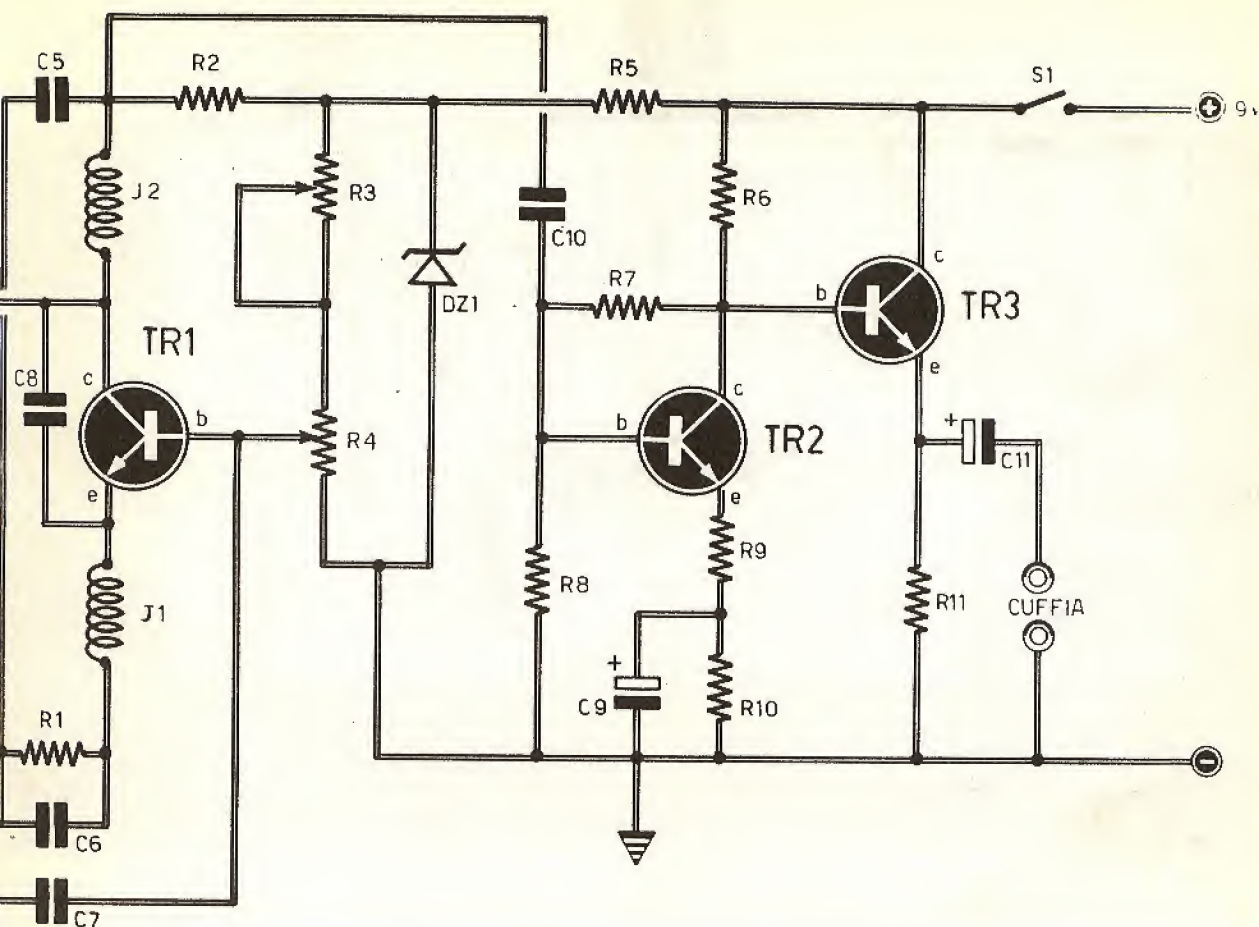 C5
R2
R5
S1
+ 9v
J2
R3
R6
C10
R7
DZ1
b
c
TR3
e
TR1
C8
c
b
e
R4
b
c
TR2
e
+
C11
R9
R8
J1
R11
CUFFIA
+
C9
R10
R1
C6
C7
-